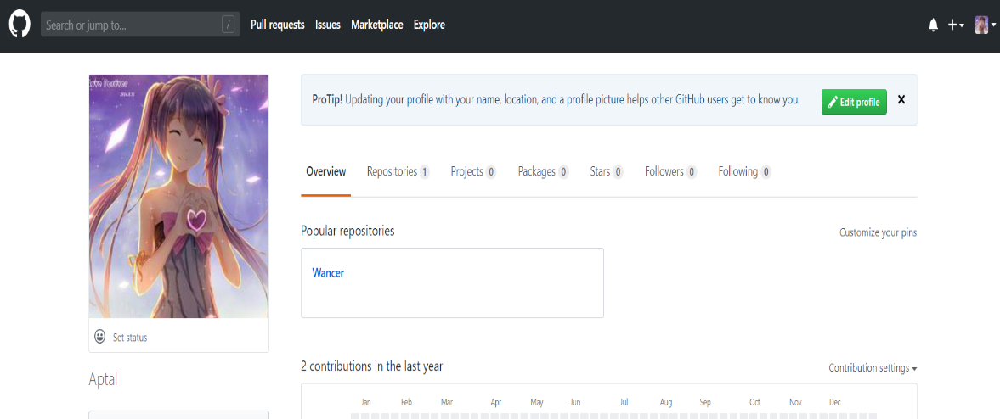 Search or jump to...
/
Pull requests
Issues
Marketplace
Explore
Love Forever
ProTip! Updating your profile with your name, location, and a profile picture helps other GitHub users get to know you.
Edit profile
Overview
Repositories 1
Projects 0
Packages 0
Stars 0
Followers 0
Following 0
Popular repositories
Customize your pins
Wancer
Set status
2 contributions in the last year
Contribution settings
Aptal
Jan
Feb
Mar
Apr
May
Jun
Jul
Aug
Sep
Oct
Nov
Dec